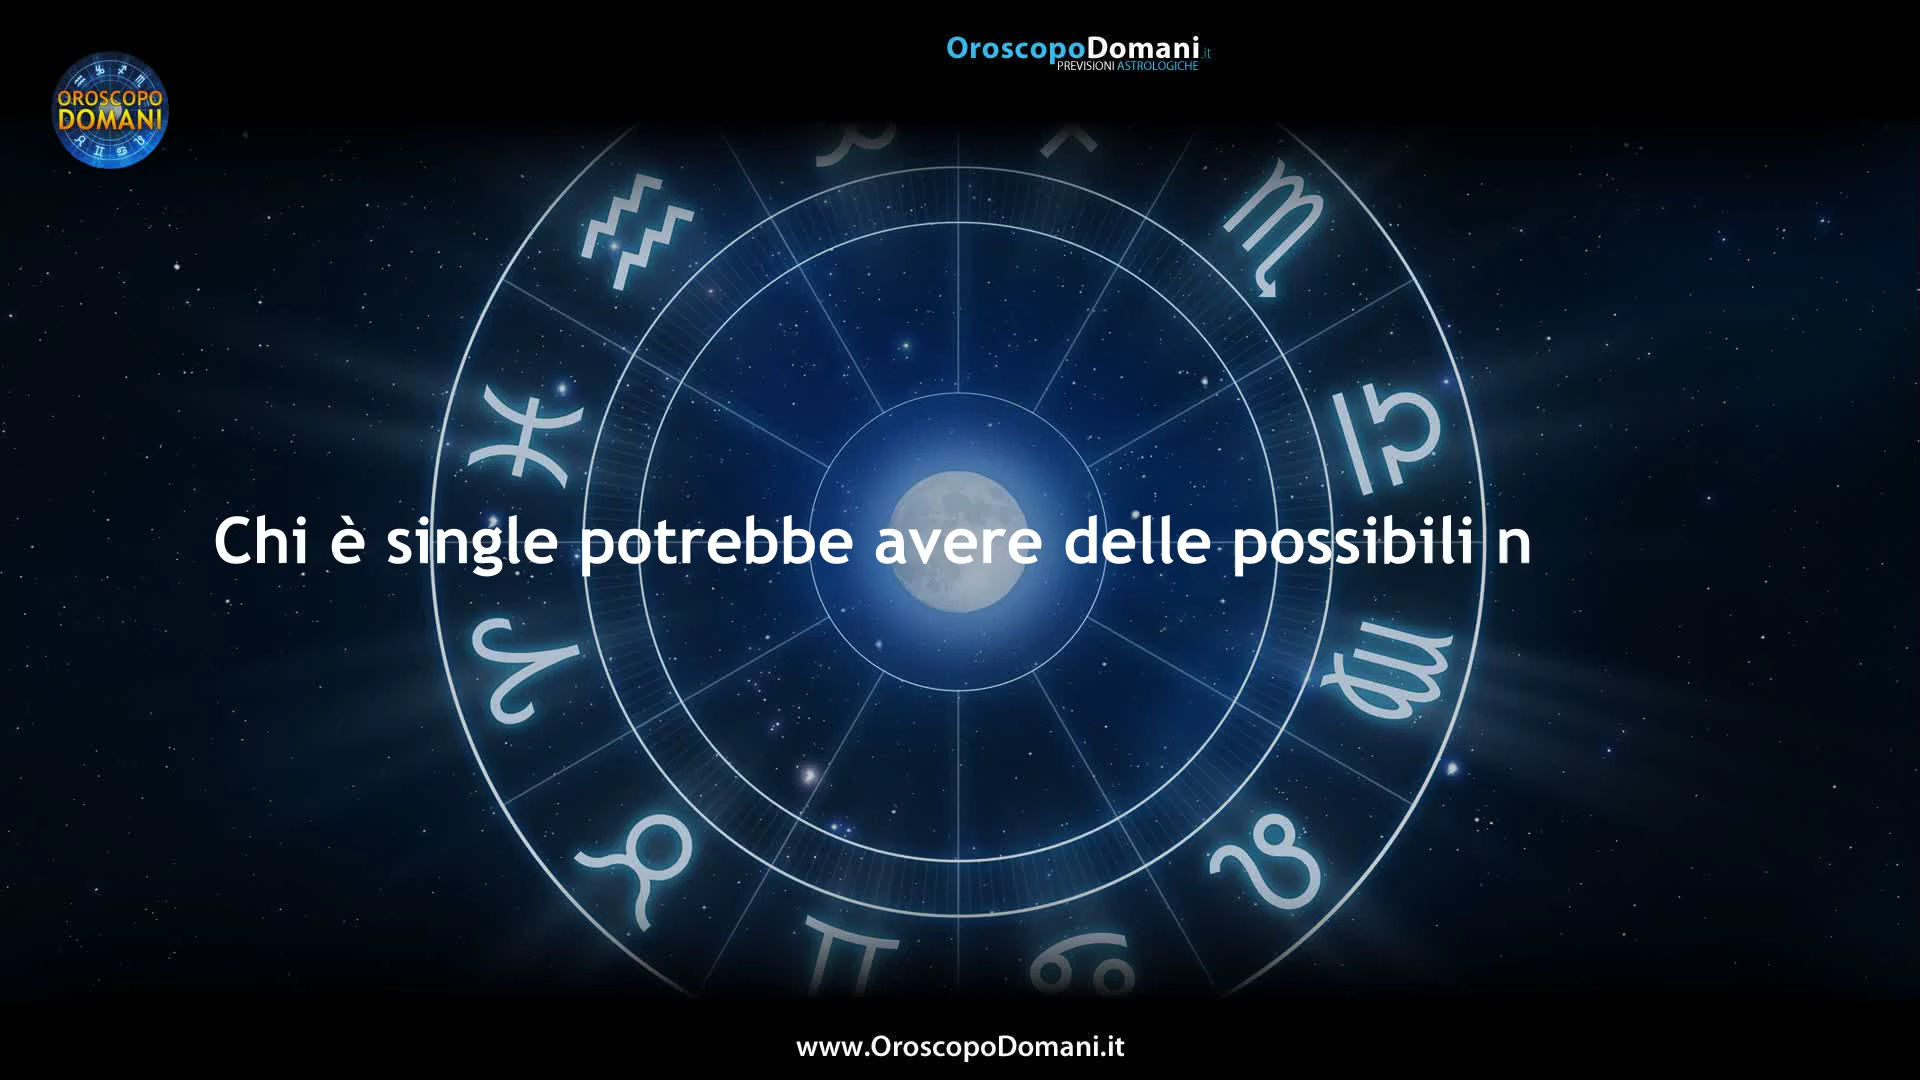 OroscopoDomani.it
PREVISIONI ASTROLOGICHE
OROSCOPO
DOMANI
Chi è single potrebbe avere delle possibili n
www.OroscopoDomani.it